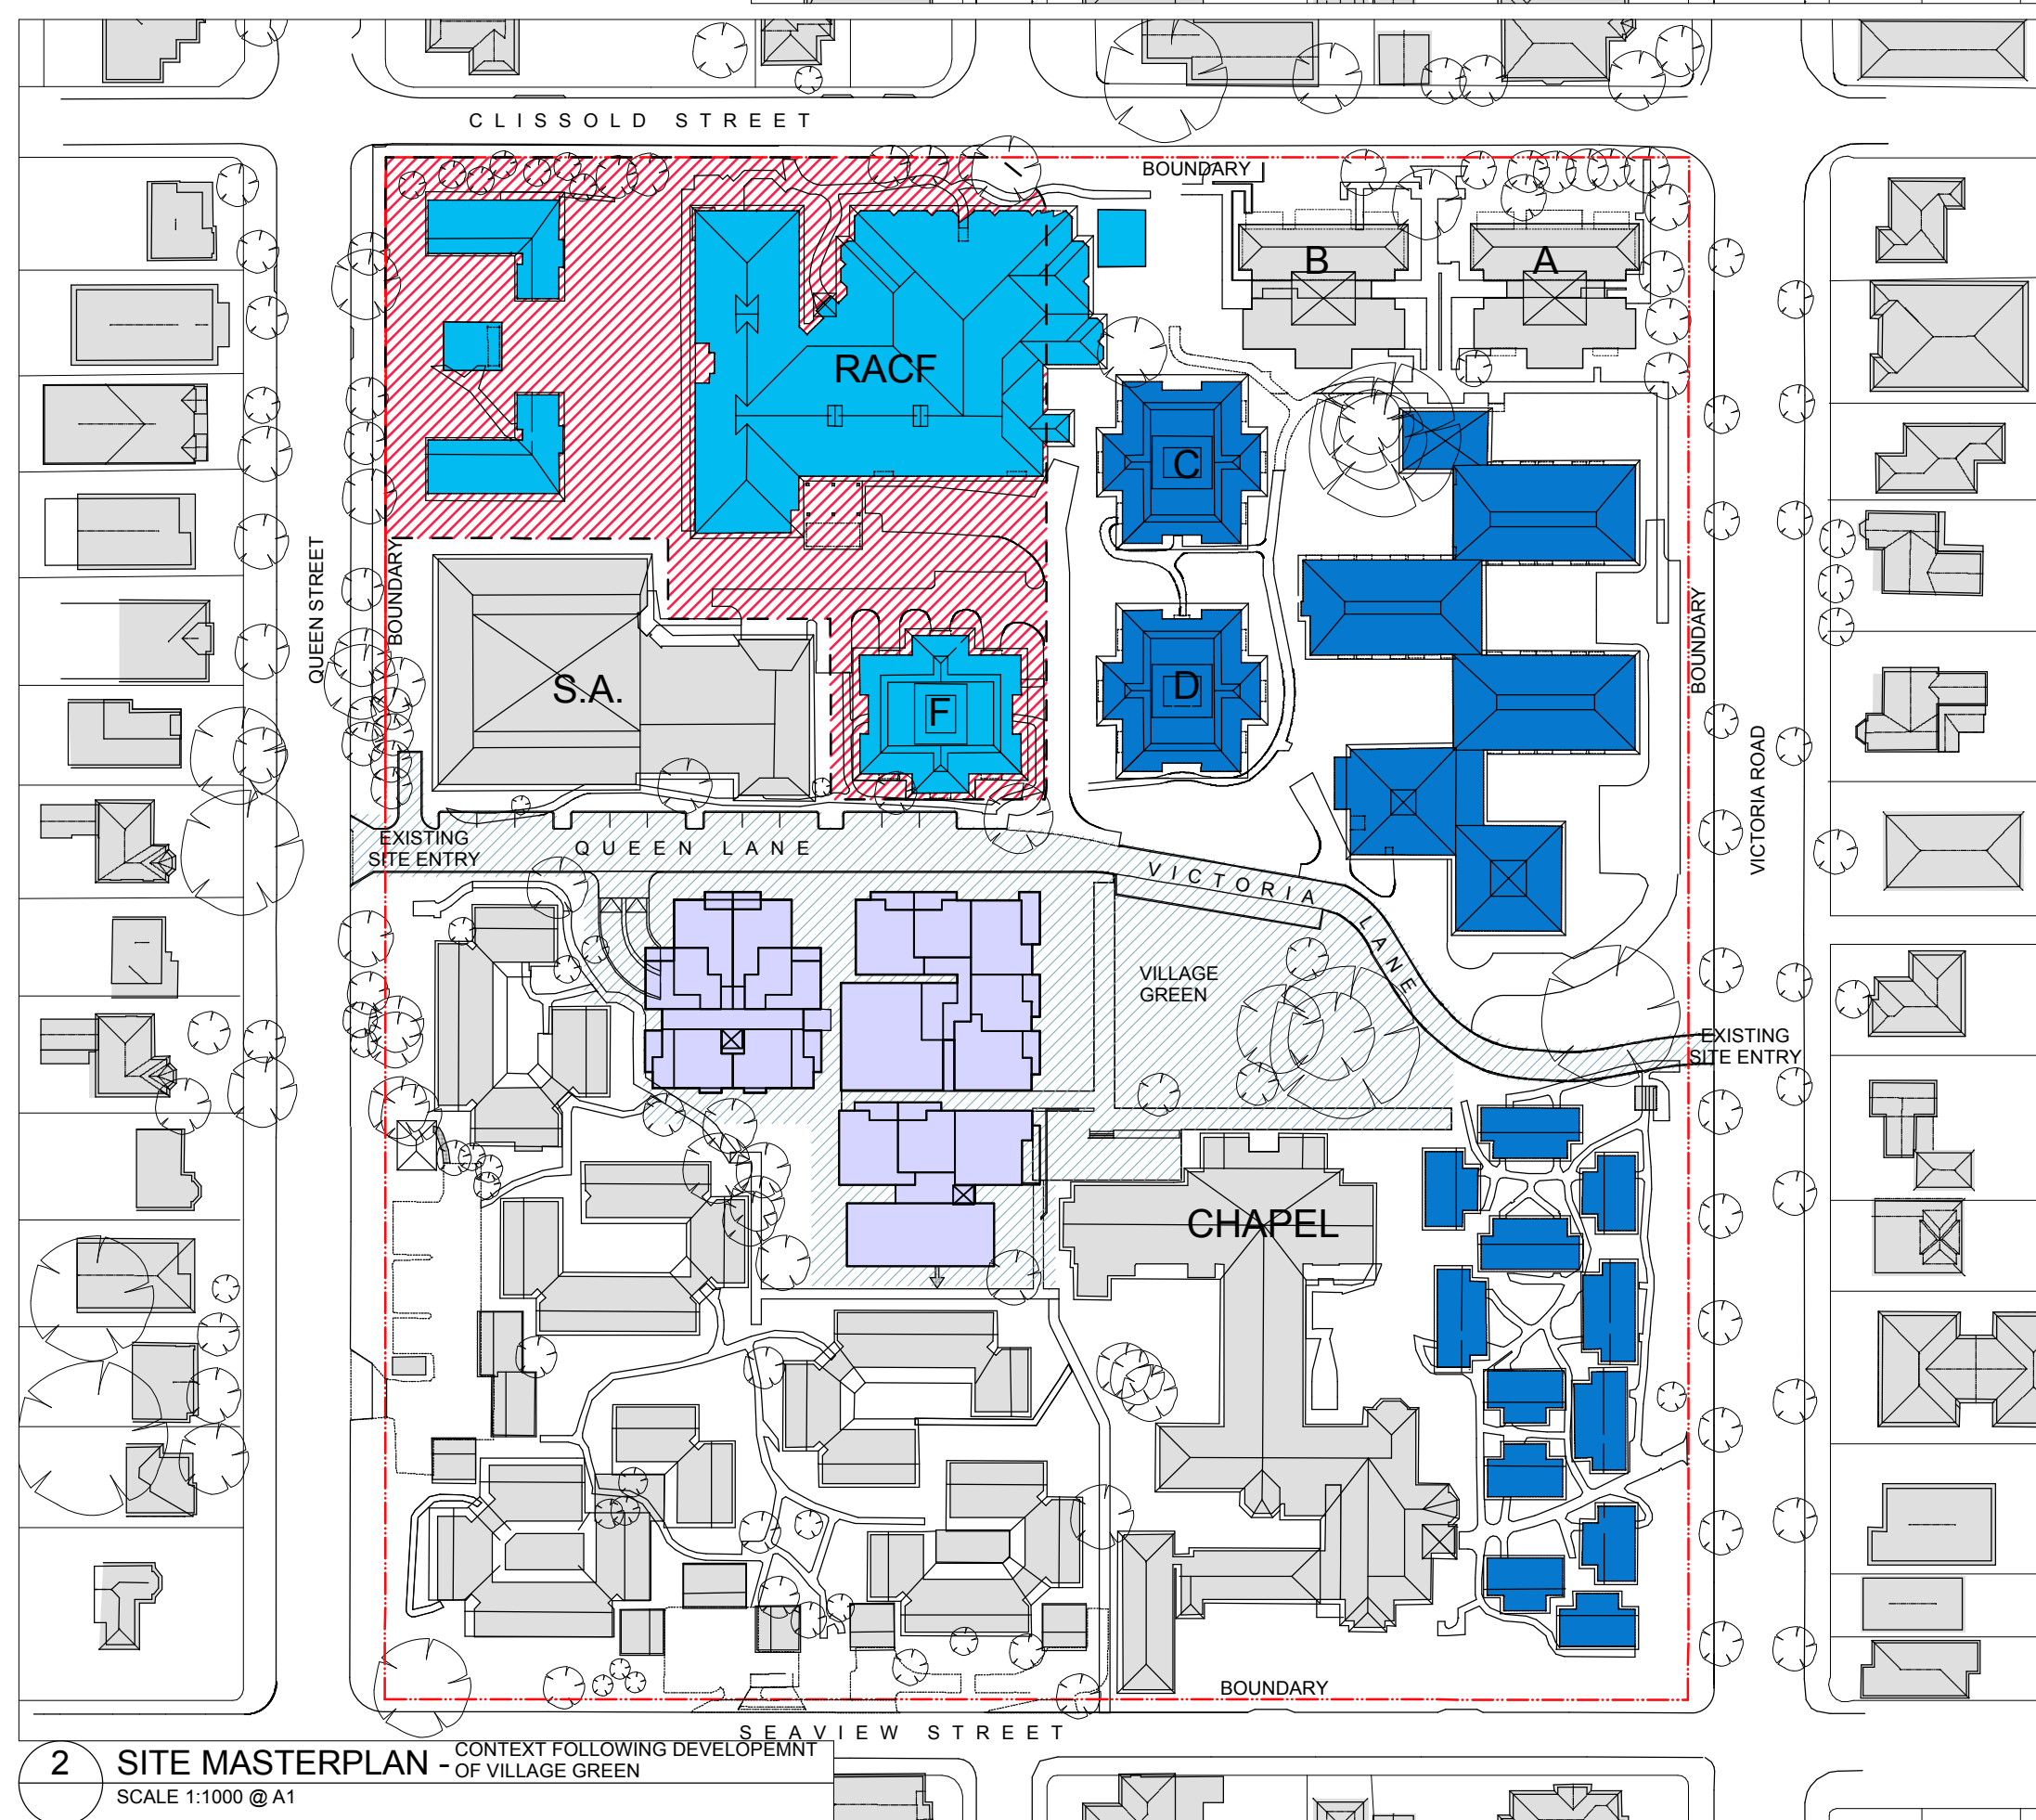 CLISSOLD STREET
BOUNDARY
B
A
RACF
C
QUEEN STREET
BOUNDARY
BOUNDARY
S.A.
F
D
VICTORIA ROAD
EXISTING
SITE ENTRY
QUEEN LANE
VICTORIA LANE
VILLAGE
GREEN
EXISTING
SITE ENTRY
CHAPEL
BOUNDARY
SEAVIEW STREET
2
SITE MASTERPLAN - CONTEXT FOLLOWING DEVELOPEMNT
OF VILLAGE GREEN
SCALE 1:1000 @ A1